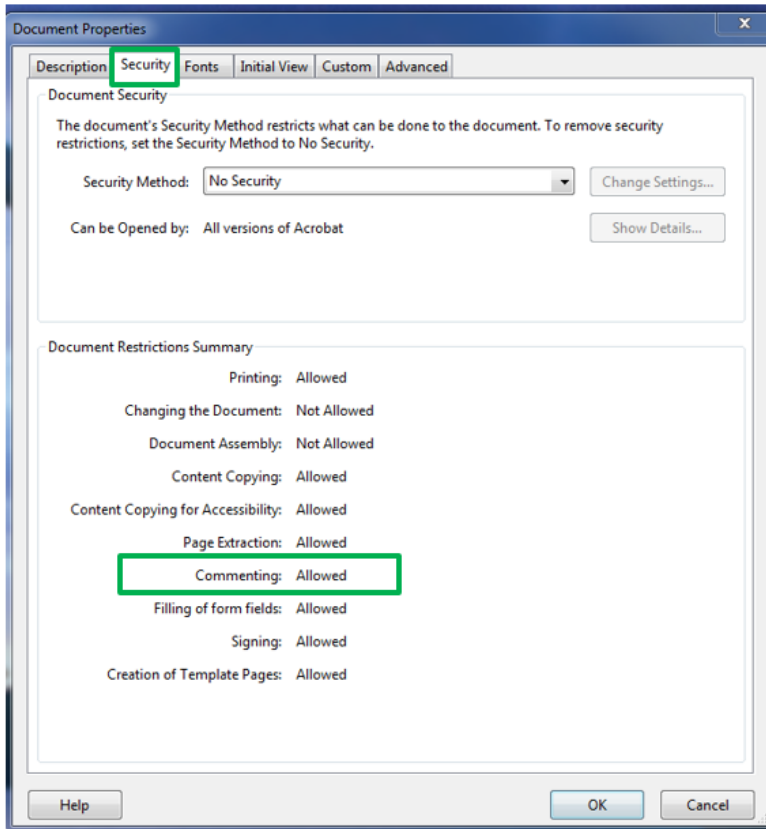 Document Properties
x
Description Security Fonts Initial View Custom Advanced
Document Security
The document's Security Method restricts what can be done to the document. To remove security
restrictions, set the Security Method to No Security.
Security Method: No Security Change Settings...
Can be Opened by: All versions of Acrobat Show Details...
Document Restrictions Summary
Printing: Allowed
Changing the Document: Not Allowed
Document Assembly: Not Allowed
Content Copying: Allowed
Content Copying for Accessibility: Allowed
Page Extraction: Allowed
Commenting: Allowed
Filling of form fields: Allowed
Signing: Allowed
Creation of Template Pages: Allowed
Help OK Cancel